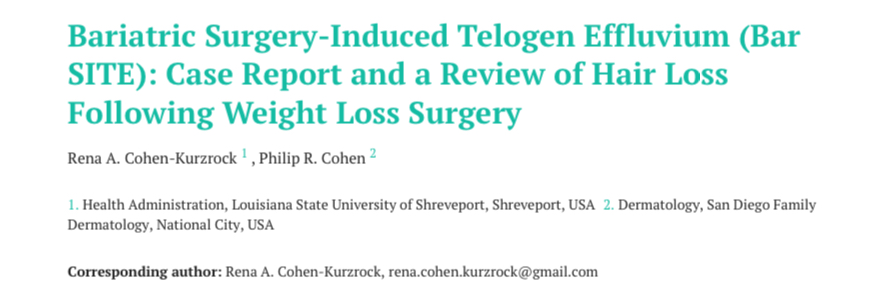 Bariatric Surgery-Induced Telogen Effluvium (Bar
SITE): Case Report and a Review of Hair Loss
Following Weight Loss Surgery
Rena A. Cohen-Kurzrock 1 , Philip R. Cohen 2
1. Health Administration, Louisiana State University of Shreveport, Shreveport, USA 2. Dermatology, San Diego Family
Dermatology, National City, USA
Corresponding author: Rena A. Cohen-Kurzrock, rena.cohen.kurzrock@gmail.com